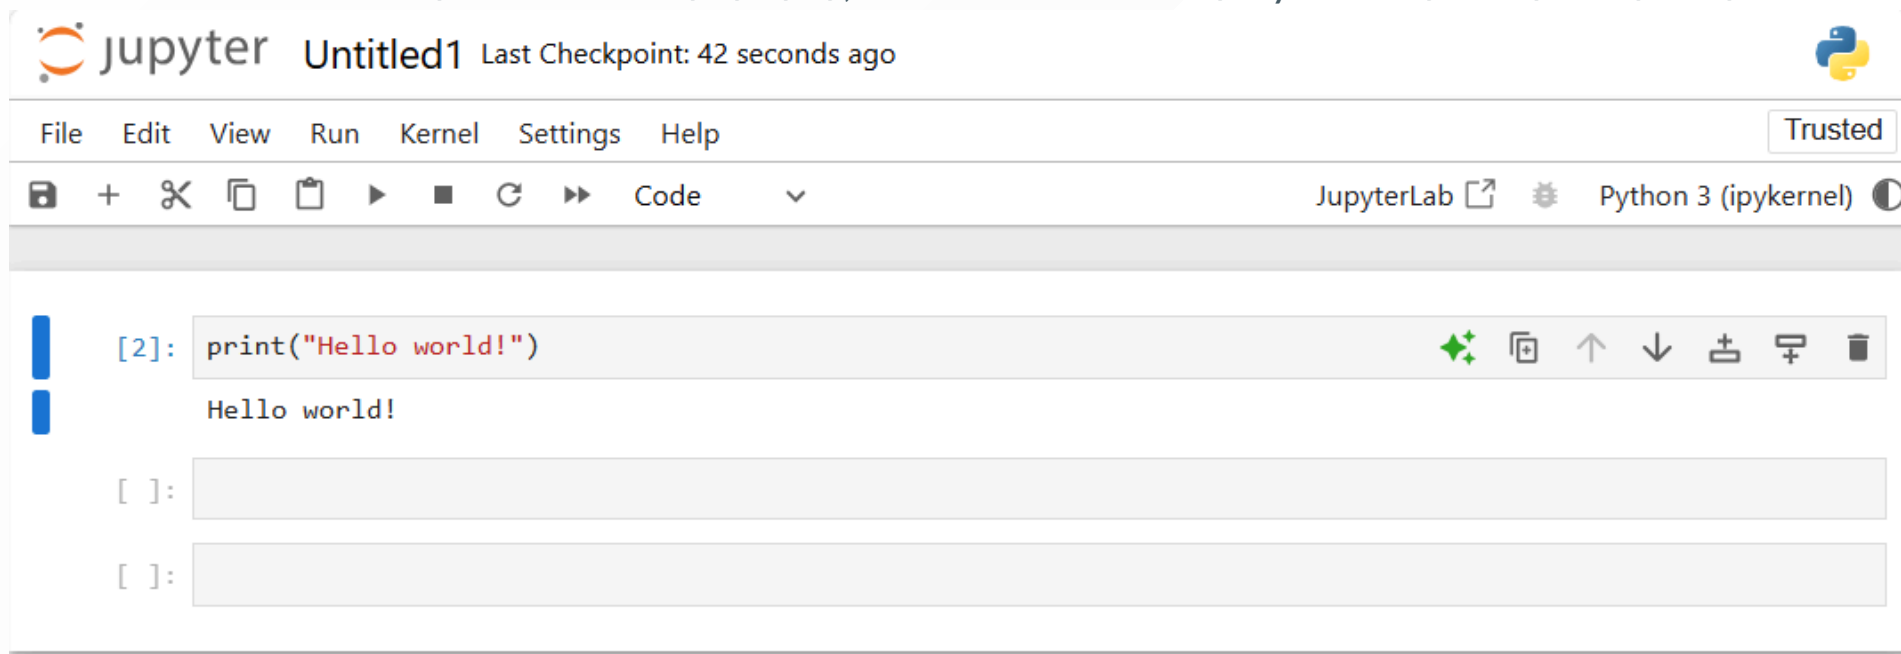 jupyter Untitled1 Last Checkpoint: 42 seconds ago
File Edit View Run Kernel Settings Help Trusted
Code JupyterLab Python 3 (ipykernel)
[2]: print("Hello world!")
Hello world!
[ ]:
[ ]: